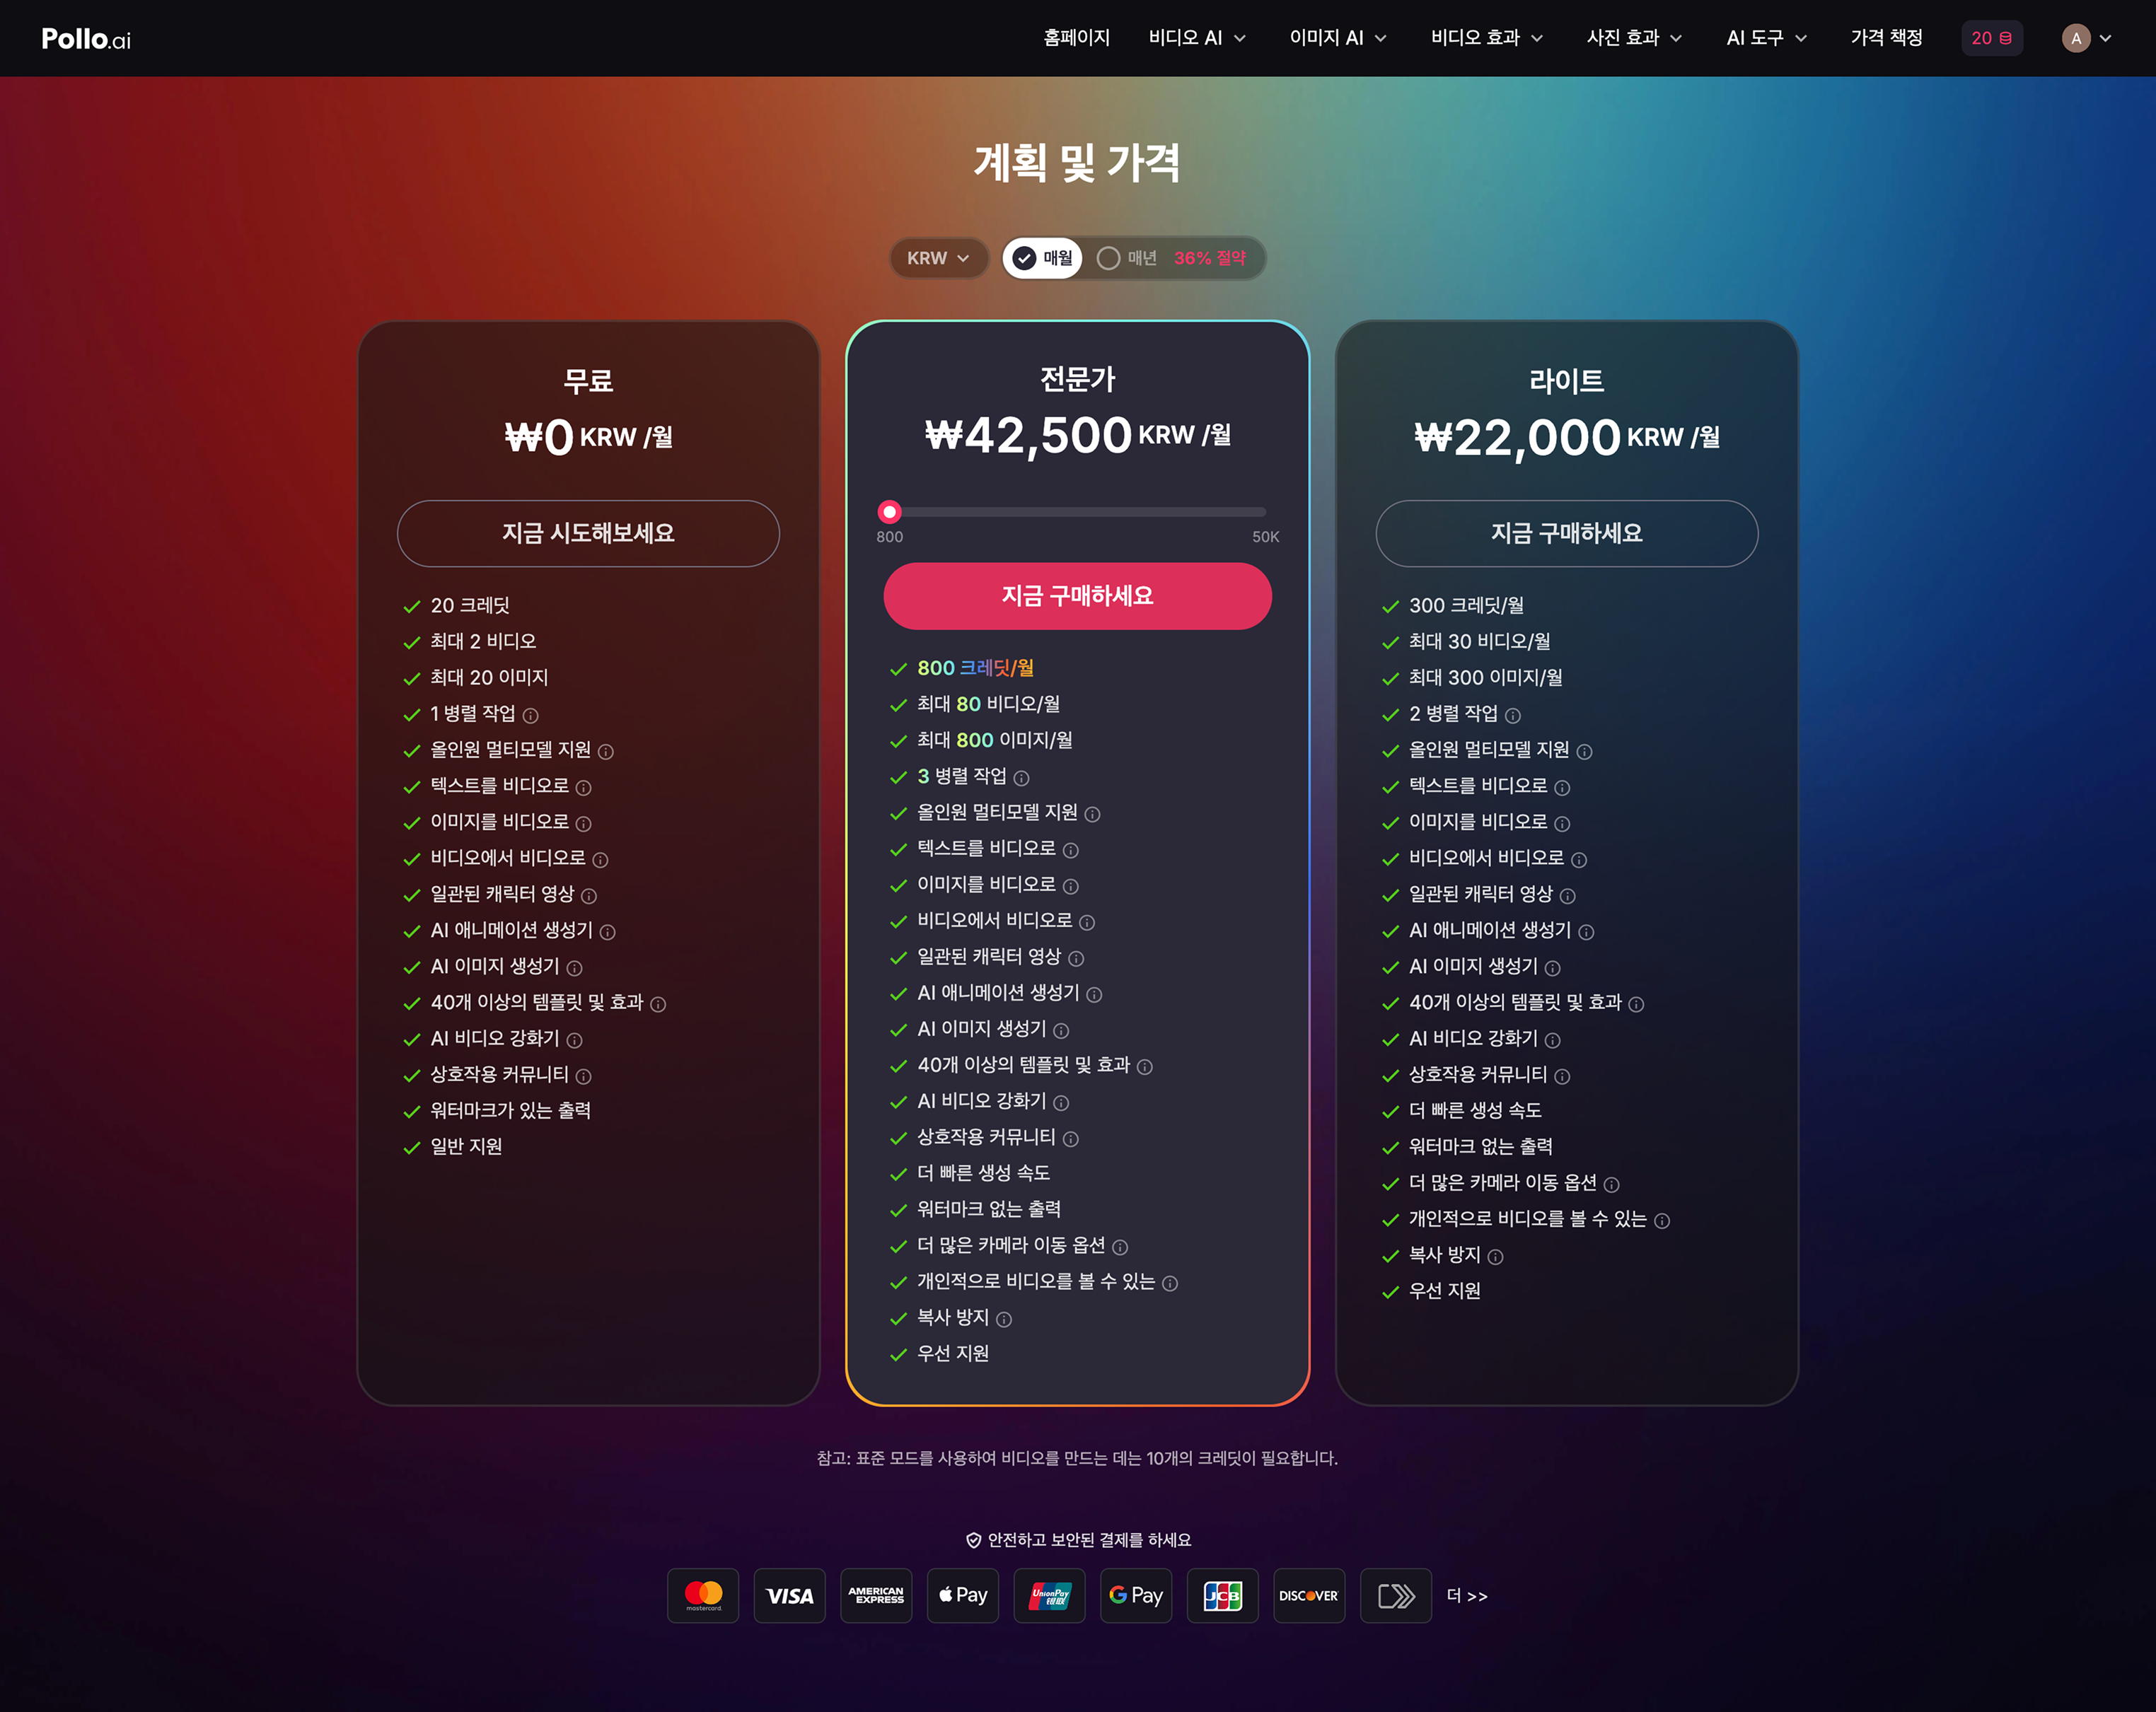 Pollo.ai
홈페이지 비디오 AI 이미지 AI 비디오 효과 사진 효과 AI 도구 가격 책정 20 A
계획 및 가격
KRW 매월 매년 36% 절약
무료
₩0 KRW /월
지금 시도해보세요
20 크레딧
최대 2 비디오
최대 20 이미지
1 병렬 작업
올인원 멀티모델 지원
텍스트를 비디오로
이미지를 비디오로
비디오에서 비디오로
일관된 캐릭터 영상
AI 애니메이션 생성기
AI 이미지 생성기
40개 이상의 템플릿 및 효과
AI 비디오 강화기
상호작용 커뮤니티
워터마크가 있는 출력
일반 지원
전문가
₩42,500 KRW /월
800 50K
지금 구매하세요
800 크레딧/월
최대 80 비디오/월
최대 800 이미지/월
3 병렬 작업
올인원 멀티모델 지원
텍스트를 비디오로
이미지를 비디오로
비디오에서 비디오로
일관된 캐릭터 영상
AI 애니메이션 생성기
AI 이미지 생성기
40개 이상의 템플릿 및 효과
AI 비디오 강화기
상호작용 커뮤니티
더 빠른 생성 속도
워터마크 없는 출력
더 많은 카메라 이동 옵션
개인적으로 비디오를 볼 수 있는
복사 방지
우선 지원
라이트
₩22,000 KRW /월
지금 구매하세요
300 크레딧/월
최대 30 비디오/월
최대 300 이미지/월
2 병렬 작업
올인원 멀티모델 지원
텍스트를 비디오로
이미지를 비디오로
비디오에서 비디오로
일관된 캐릭터 영상
AI 애니메이션 생성기
AI 이미지 생성기
40개 이상의 템플릿 및 효과
AI 비디오 강화기
상호작용 커뮤니티
더 빠른 생성 속도
워터마크 없는 출력
더 많은 카메라 이동 옵션
개인적으로 비디오를 볼 수 있는
복사 방지
우선 지원
참고: 표준 모드를 사용하여 비디오를 만드는 데는 10개의 크레딧이 필요합니다.
안전하고 보안된 결제를 하세요
mastercard. VISA AMERICAN EXPRESS Pay UnionPay 银联 G Pay JCB DISCOVER 더 >>